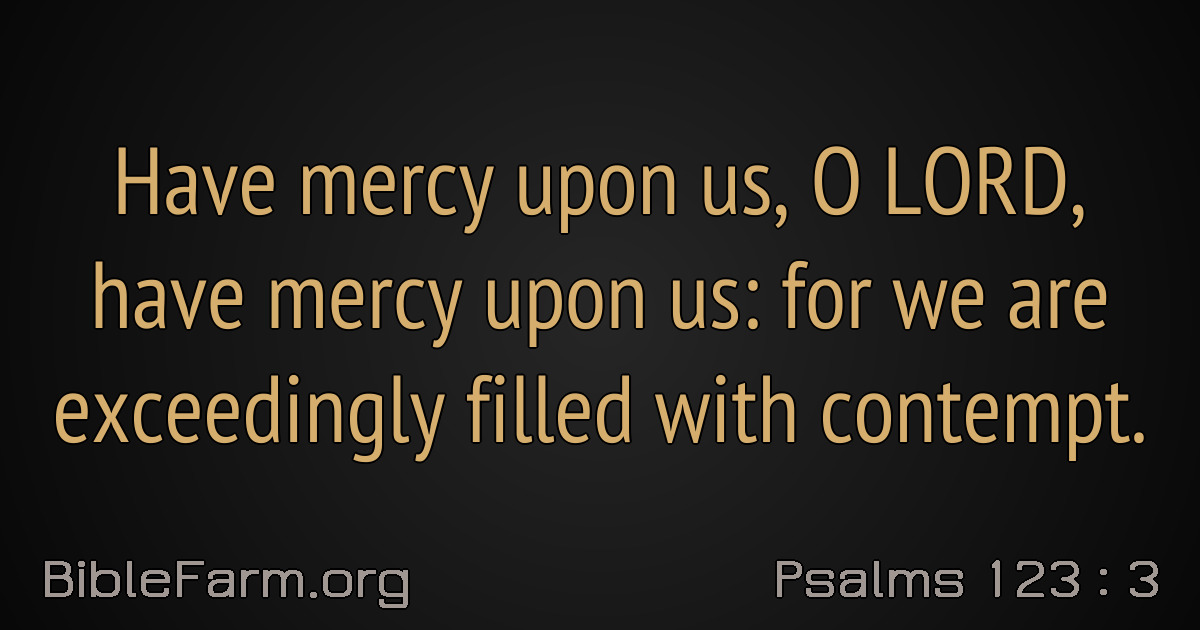 Have mercy upon us, O LORD,
have mercy upon us: for we are
exceedingly filled with contempt.
BibleFarm.org
Psalms 123 : 3